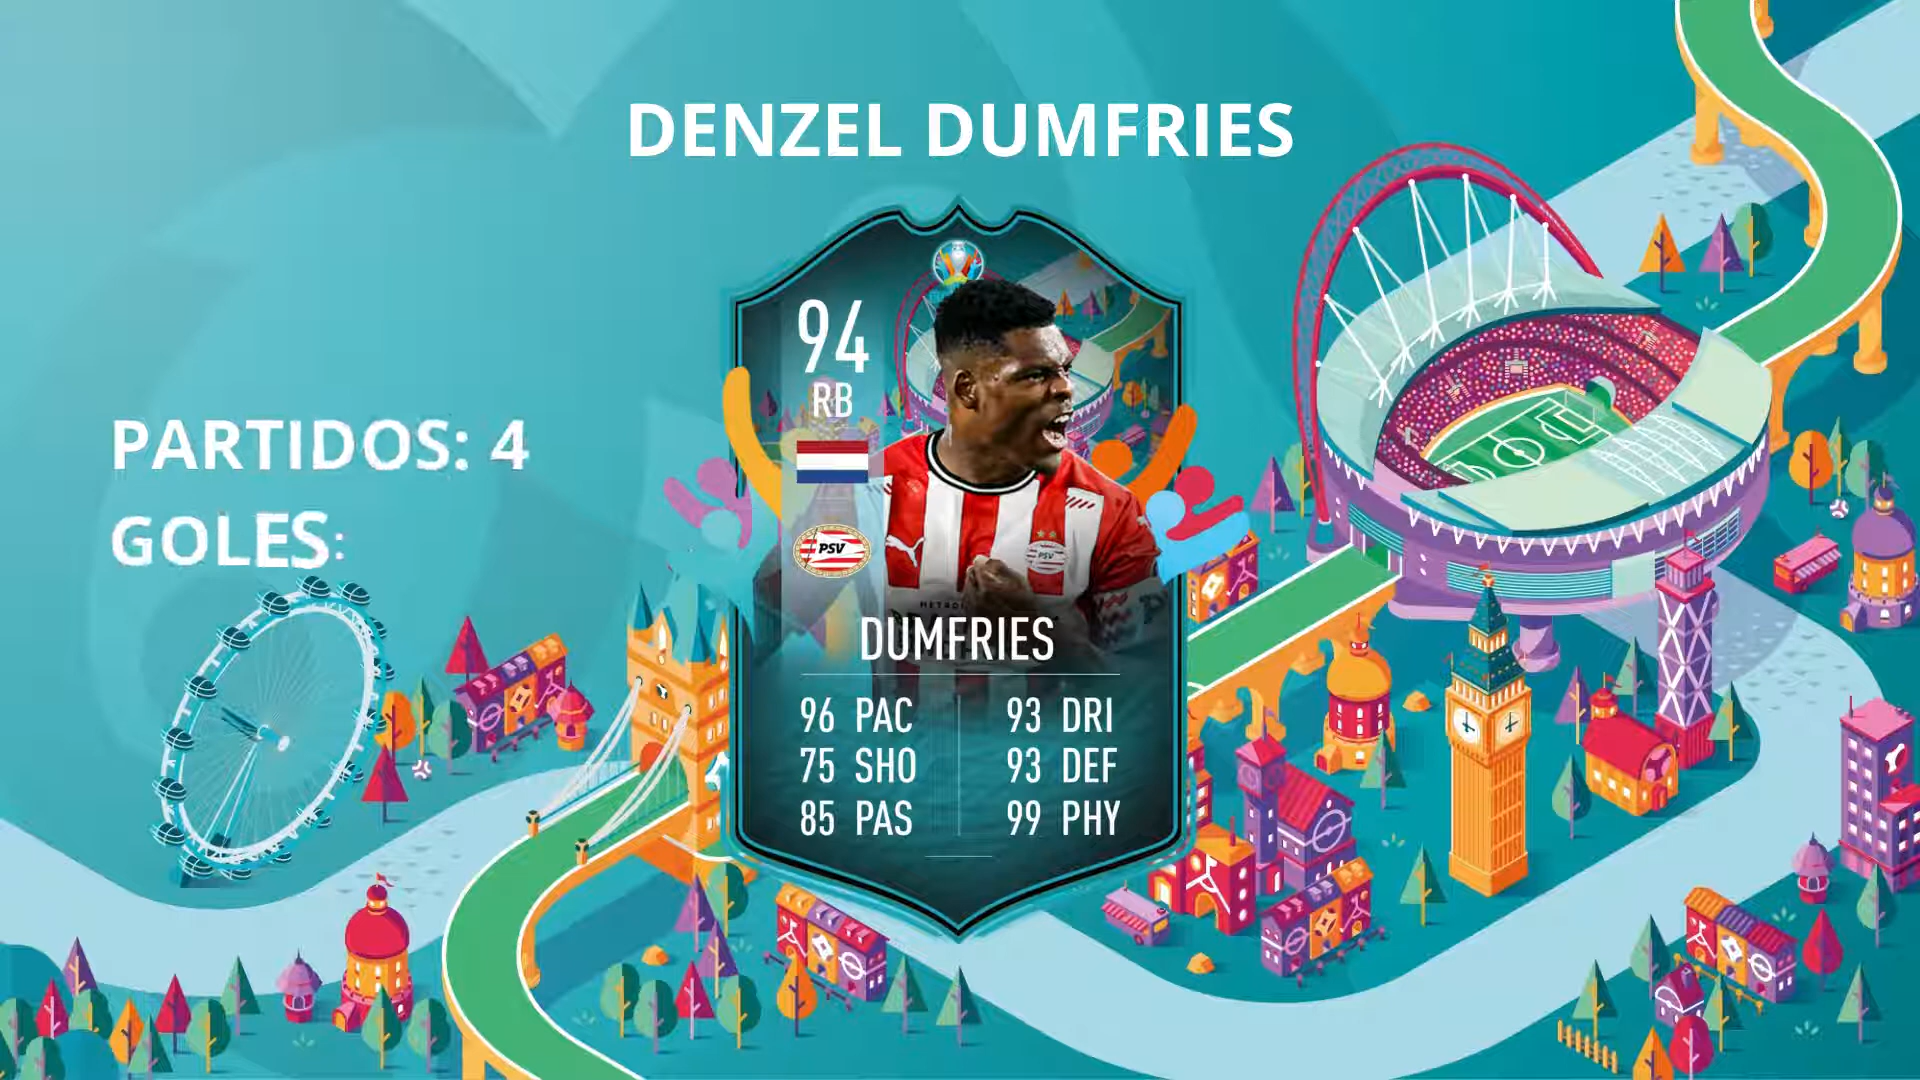 DENZEL DUMFRIES
PARTIDOS: 4
GOLES:
94
RB
PSV
PSV
DUMFRIES
96 PAC
75 SHO
85 PAS
93 DRI
93 DEF
99 PHY